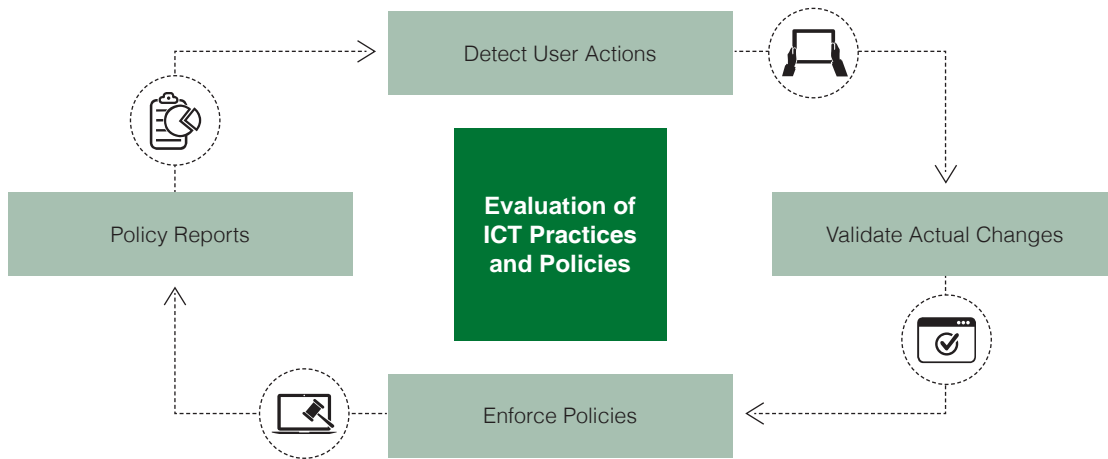 Detect User Actions
Policy Reports
Evaluation of
ICT Practices
and Policies
Validate Actual Changes
Enforce Policies